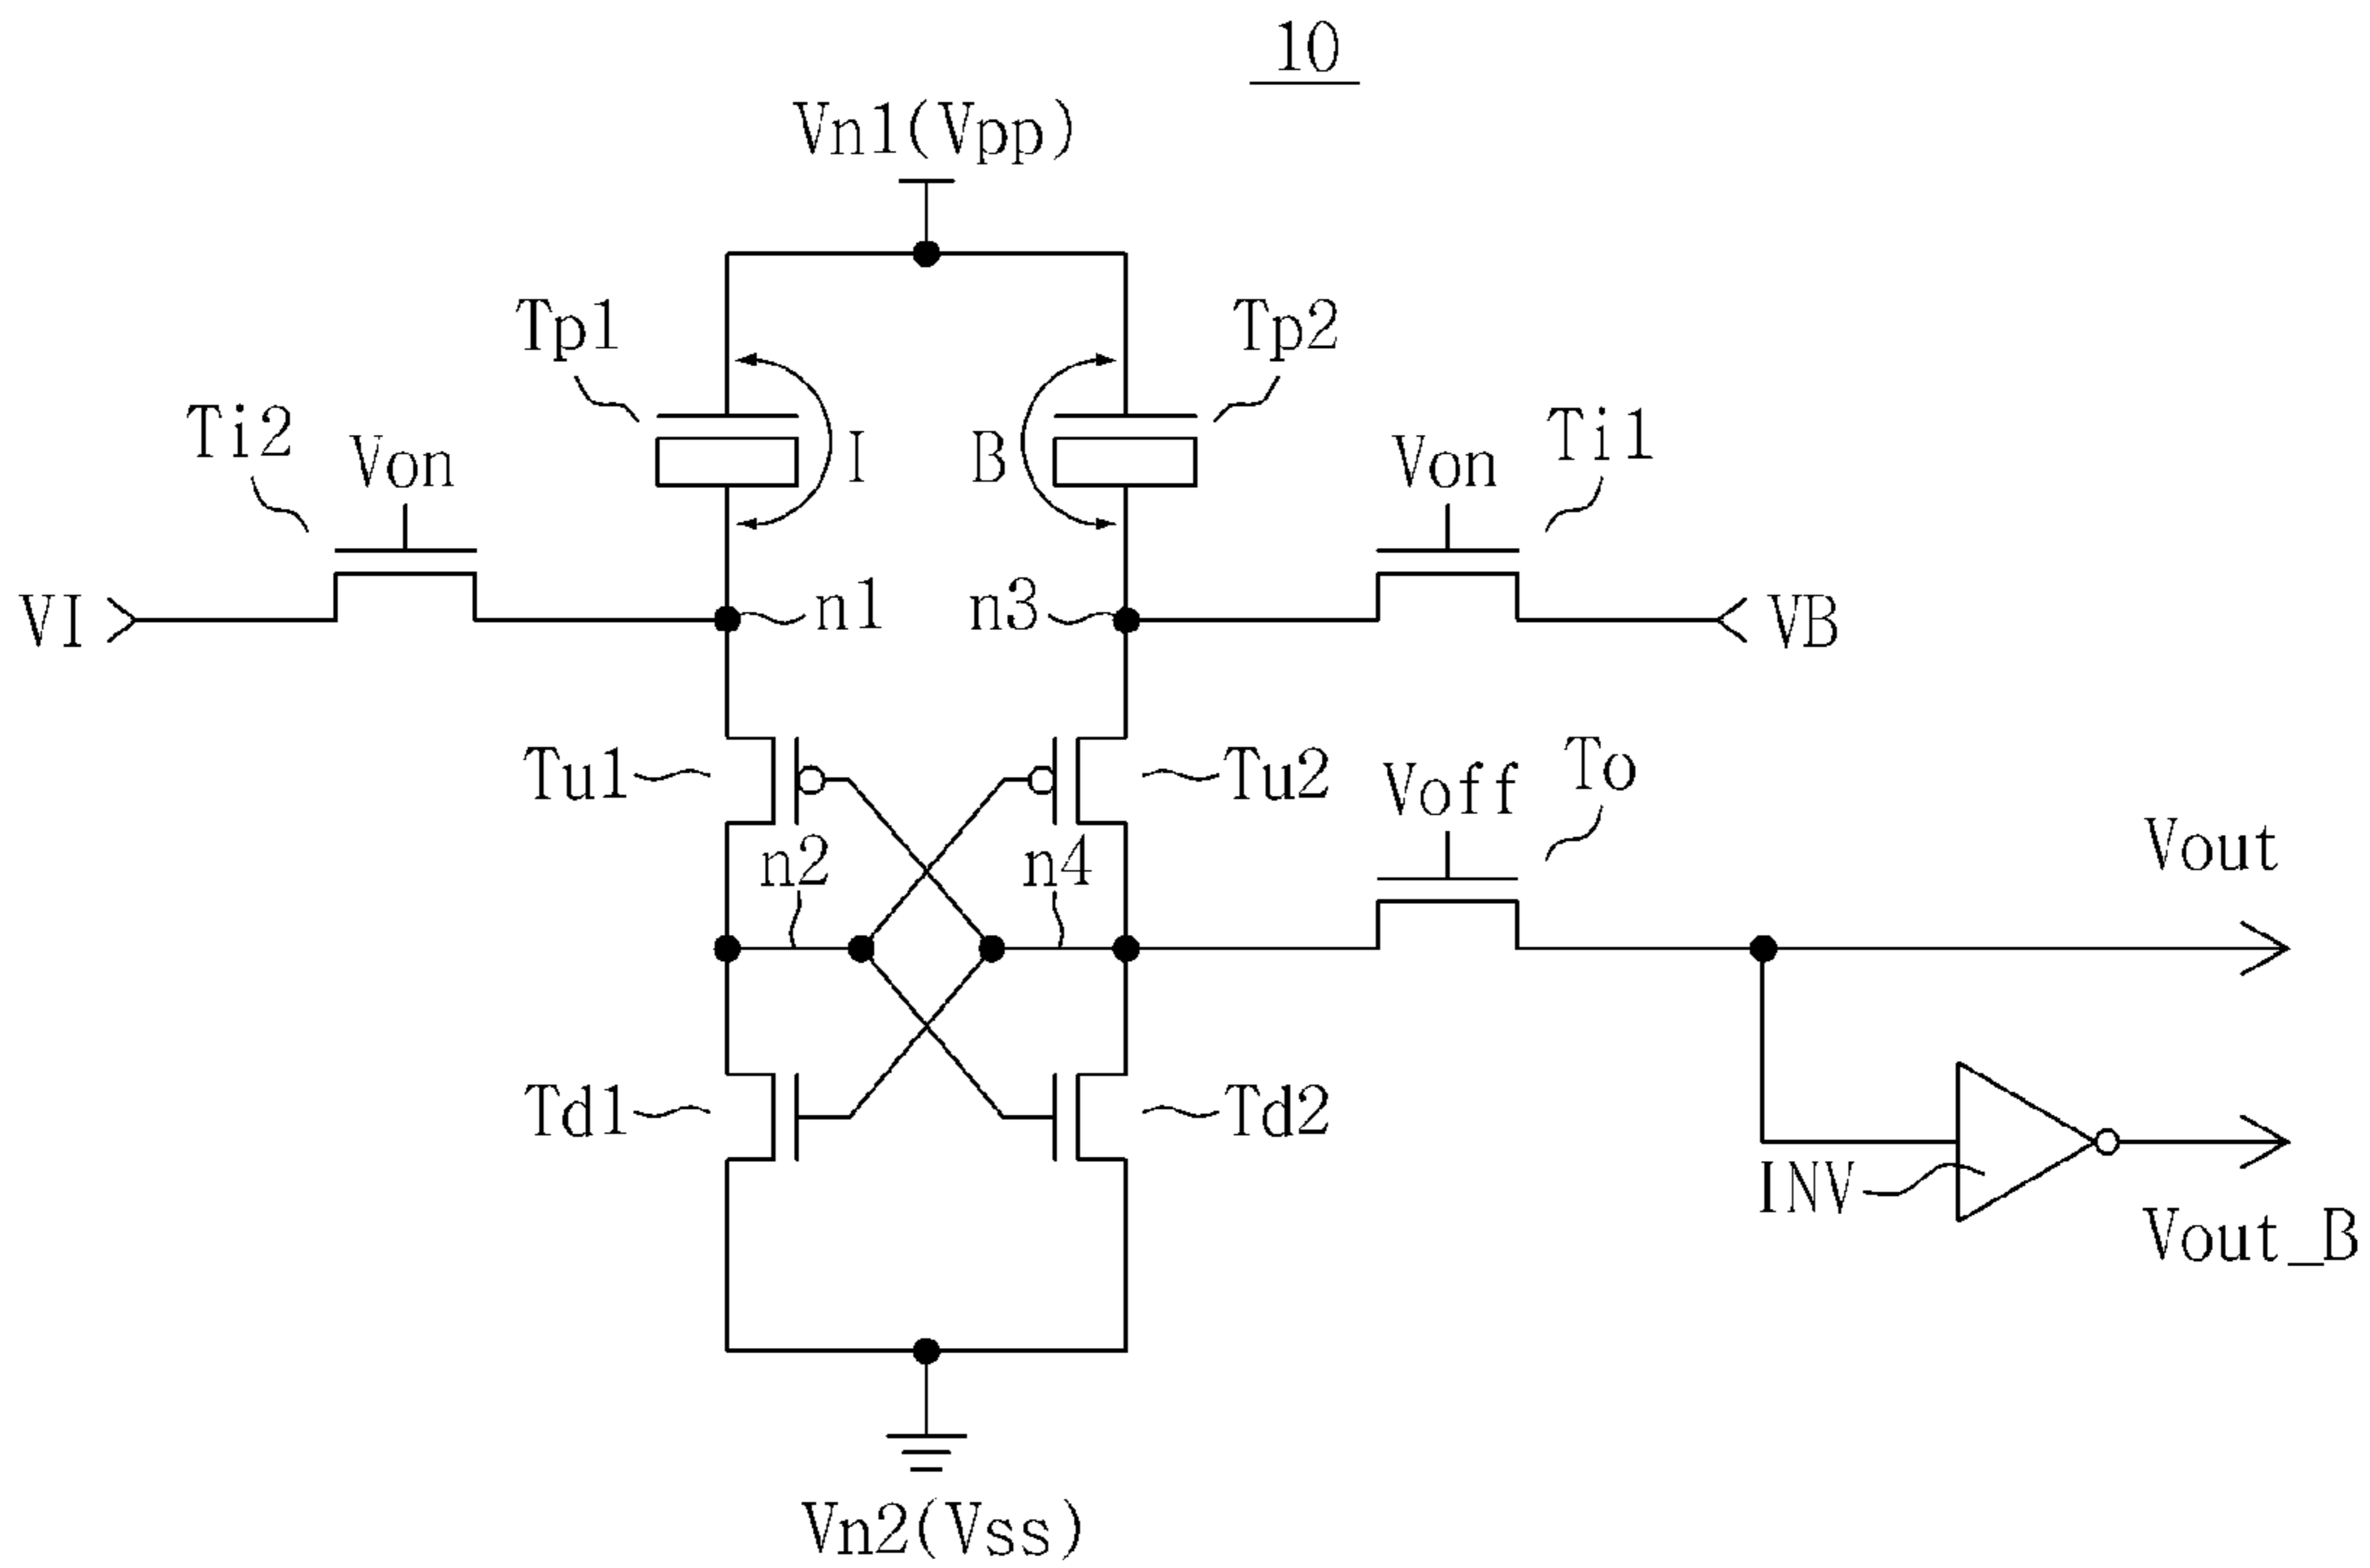 10
Vn1(Vpp)
Tp1
Tp2
Ti2
Von
I
B
Von
Ti1
VI
n1
n3
VB
Tu1
Tu2
Voff
To
n2
n4
Vout
Td1
Td2
INV
Vout_B
Vn2(Vss)